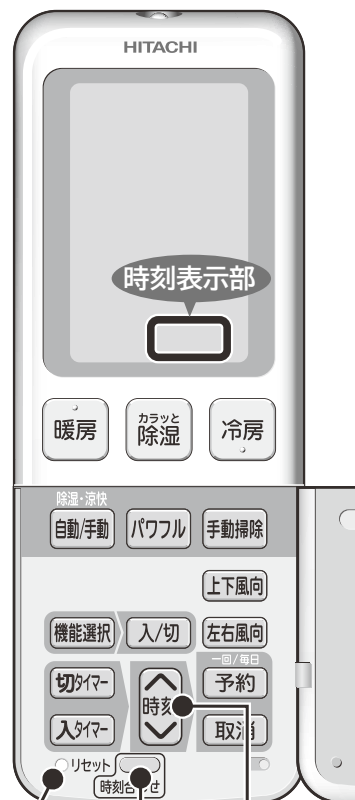 HITACHI
時刻表示部
暖房
カラッと
除湿
冷房
除湿・涼快
自動/手動
パワフル
手動掃除
上下風向
機能選択
入/切
左右風向
一回/毎日
切タイマー
時刻
予約
入タイマー
取消
リセット
時刻合わせ